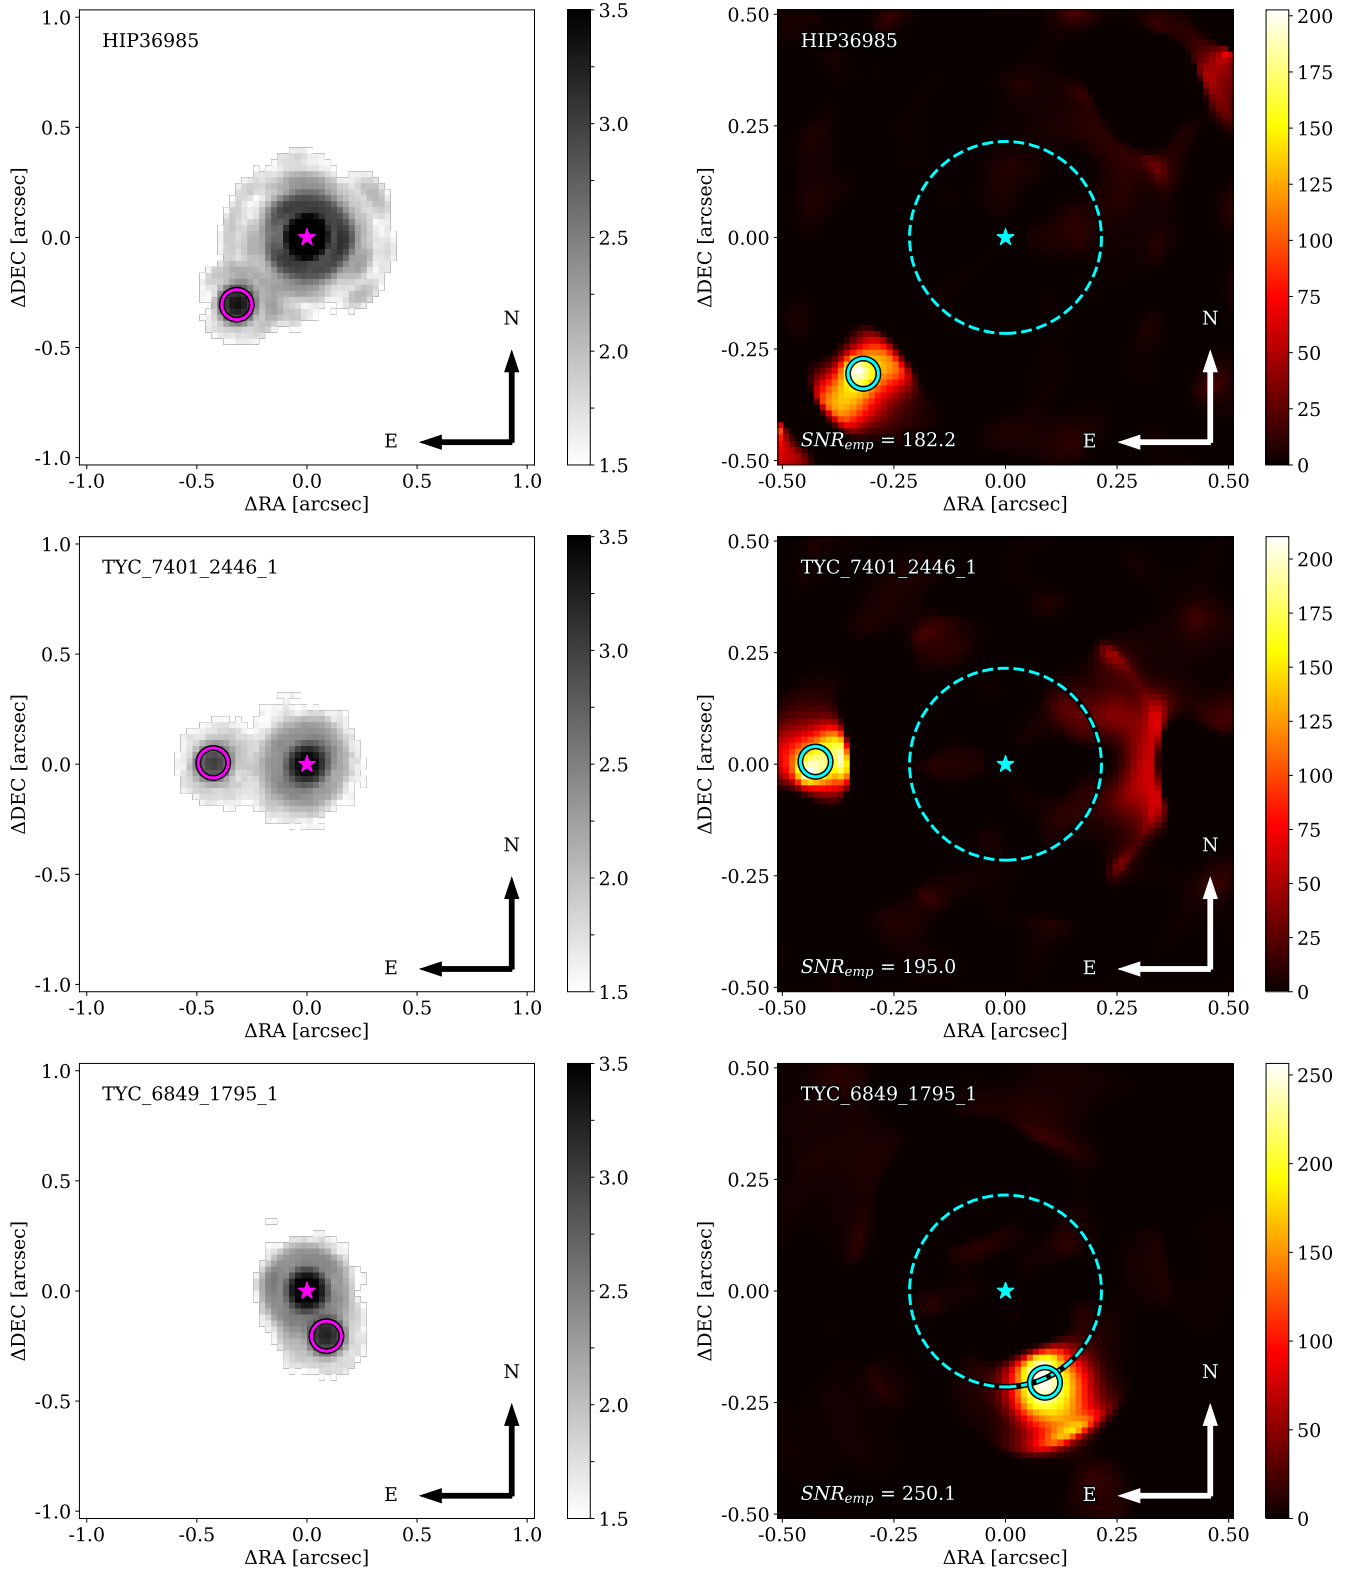 HIP36985
1.0
0.5
0.0
-0.5
-1.0
ΔDEC [arcsec]
-1.0 -0.5 0.0 0.5 1.0
ΔRA [arcsec]
N
E
3.5
3.0
2.5
2.0
1.5
HIP36985
0.50
0.25
0.00
-0.25
-0.50
ΔDEC [arcsec]
-0.50 -0.25 0.00 0.25 0.50
ΔRA [arcsec]
N
E
SNRemp = 182.2
200
175
150
125
100
75
50
25
0
TYC_7401_2446_1
1.0
0.5
0.0
-0.5
-1.0
ΔDEC [arcsec]
-1.0 -0.5 0.0 0.5 1.0
ΔRA [arcsec]
N
E
3.5
3.0
2.5
2.0
1.5
TYC_7401_2446_1
0.50
0.25
0.00
-0.25
-0.50
ΔDEC [arcsec]
-0.50 -0.25 0.00 0.25 0.50
ΔRA [arcsec]
N
E
SNRemp = 195.0
200
175
150
125
100
75
50
25
0
TYC_6849_1795_1
1.0
0.5
0.0
-0.5
-1.0
ΔDEC [arcsec]
-1.0 -0.5 0.0 0.5 1.0
ΔRA [arcsec]
N
E
3.5
3.0
2.5
2.0
1.5
TYC_6849_1795_1
0.50
0.25
0.00
-0.25
-0.50
ΔDEC [arcsec]
-0.50 -0.25 0.00 0.25 0.50
ΔRA [arcsec]
N
E
SNRemp = 250.1
250
200
150
100
50
0